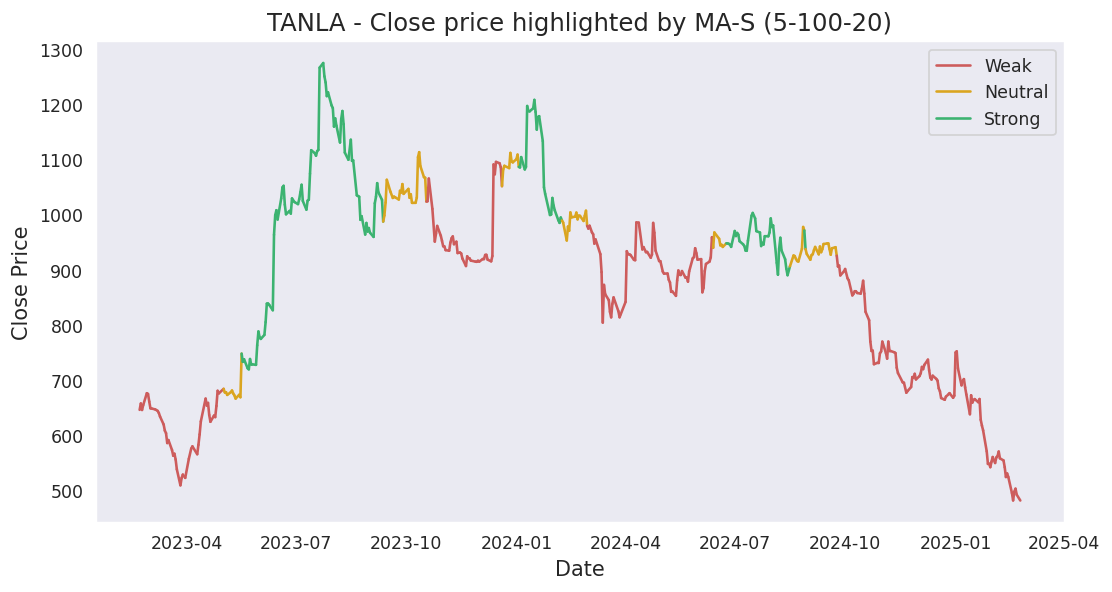 TANLA - Close price highlighted by MA-S (5-100-20)
Weak
Neutral
Strong
Close Price
1300
1200
1100
1000
900
800
700
600
500
2023-04 2023-07 2023-10 2024-01 2024-04 2024-07 2024-10 2025-01 2025-04
Date